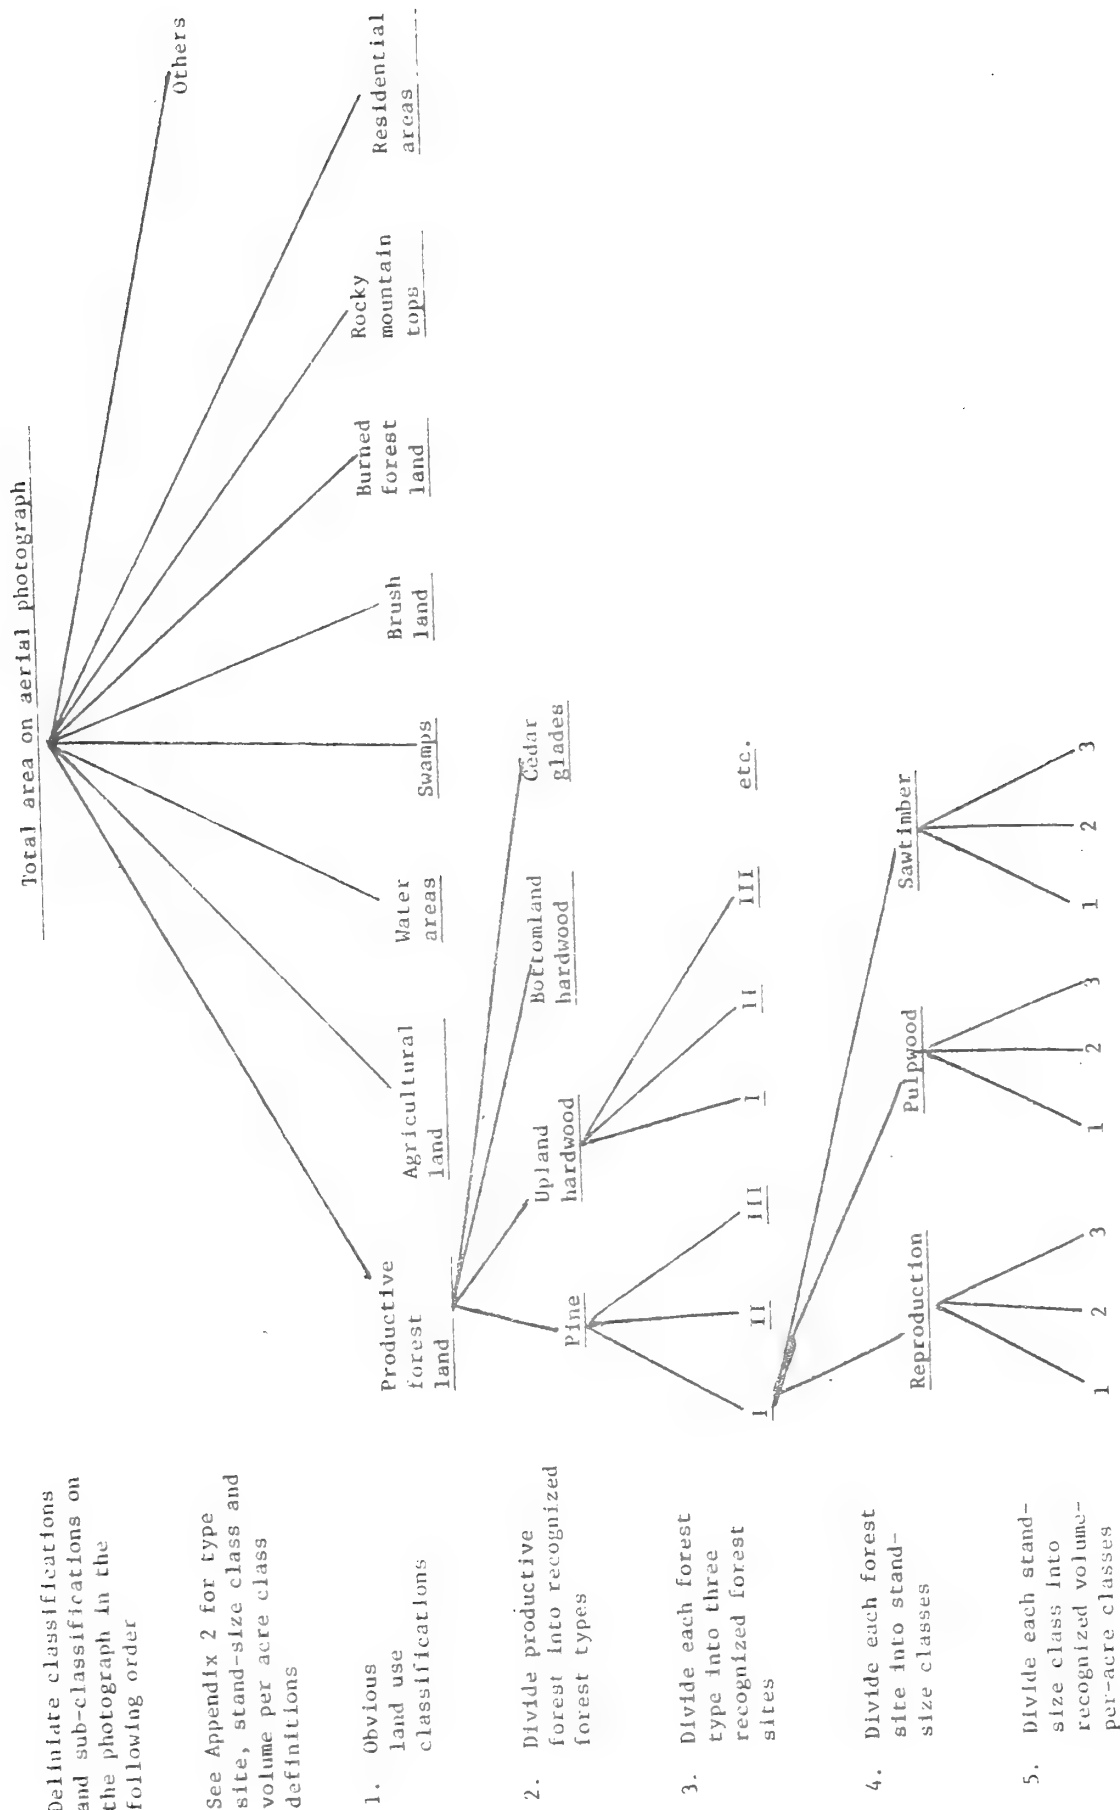 Total area on aerial photograph
Deliniate classifications
and sub-classifications on
the photograph in the
following order
See Appendix 2 for type
site, stand-size class and
volume per acre class
definitions
Others
1. Obvious
land use
classifications
Productive
forest
land
Agricultural
land
Water
areas
Swamps
Brush
land
Burned
forest
land
Rocky
mountain
tops
Residential
areas
2. Divide productive
forest into recognized
forest types
Pine
Upland
hardwood
Bottomland
hardwood
Cedar
glades
3. Divide each forest
type into three
recognized forest
sites
I
II
III
I
II
III
etc.
4. Divide each forest
site into stand-
size classes
Reproduction
Pulpwood
Sawtimber
5. Divide each stand-
size class into
recognized volume-
per-acre classes
1
2
3
1
2
3
1
2
3